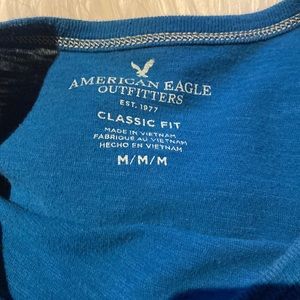 AMERICAN EAGLE
OUTFITTERS
EST. 1977
CLASSIC FIT
MADE IN VIETNAM
FABRIQUÉ AU VIETNAM
HECHO EN VIETNAM
M/M/M